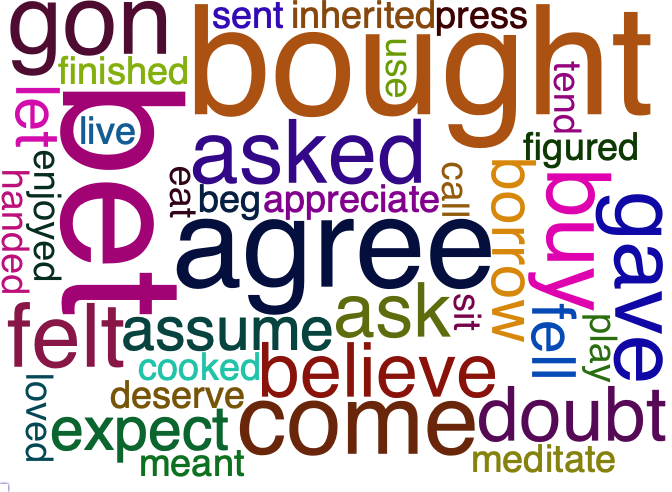 gon
sent
inherited
press
bought
finished
use
tend
let
live
bet
asked
figured
enjoyed
handed
eat
beg
appreciate
call
borrow
buy
gave
agree
felt
assume
ask
sit
fell
play
cooked
believe
loved
deserve
expect
come
doubt
meant
meditate